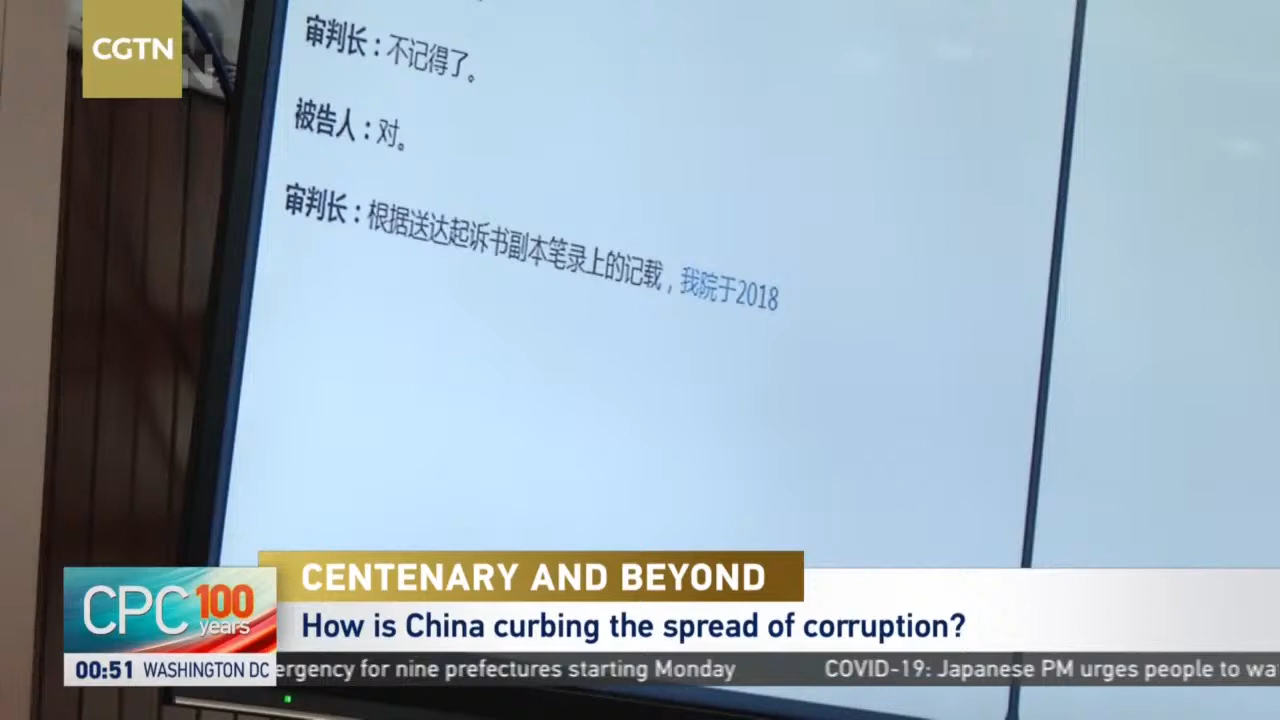 CGTN
审判长：不记得了。
被告人：对。
审判长：根据送达起诉书副本笔录上的记载，我院于2018
CENTENARY AND BEYOND
CPC 100 years
How is China curbing the spread of corruption?
00:51 WASHINGTON DC
ergency for nine prefectures starting Monday COVID-19: Japanese PM urges people to wa